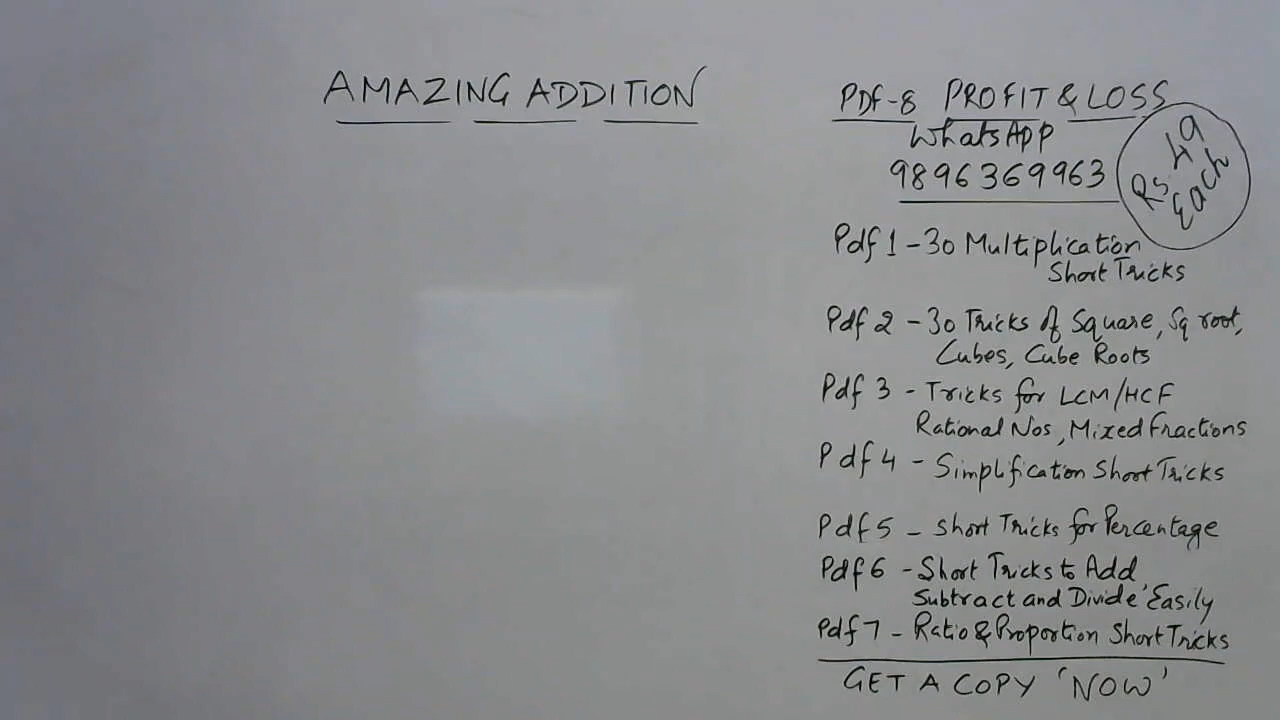 AMAZING ADDITION
PDF-8 PROFIT & LOSS
WhatsAPP
9896369963
Rs 49
Each
Pdf 1 - 30 Multiplication
Short Tricks
Pdf 2 - 30 Tricks of Square, Sq root,
Cubes, Cube Roots
Pdf 3 - Tricks for LCM/HCF
Rational Nos, Mixed Fractions
Pdf 4 - Simplification Short Tricks
Pdf 5 - Short Tricks for Percentage
Pdf 6 - Short Tricks to Add,
Subtract and Divide Easily
Pdf 7 - Ratio & Proportion Short Tricks
GET A COPY 'NOW'